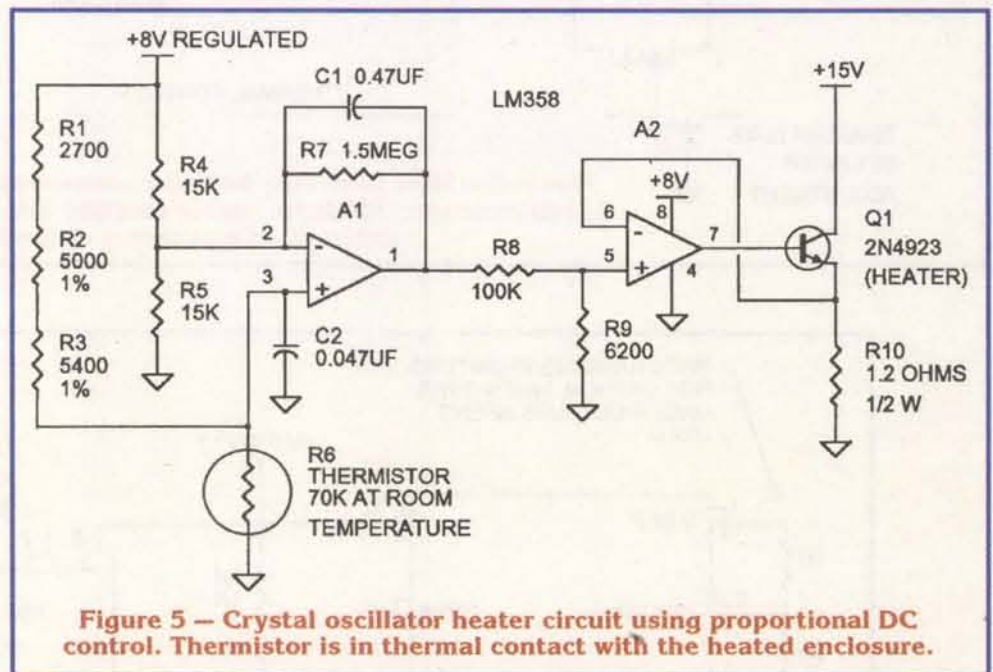 +8V REGULATED
C1 0.47UF
LM358
+15V
R1
2700
R4
15K
R7 1.5MEG
A1
A2
+8V
R2
5000
1%
2
3
1
R8
100K
6
5
8
4
7
Q1
2N4923
(HEATER)
R5
15K
R3
5400
1%
C2
0.047UF
R9
6200
R10
1.2 OHMS
1/2 W
R6
THERMISTOR
70K AT ROOM
TEMPERATURE
Figure 5 — Crystal oscillator heater circuit using proportional DC
control. Thermistor is in thermal contact with the heated enclosure.